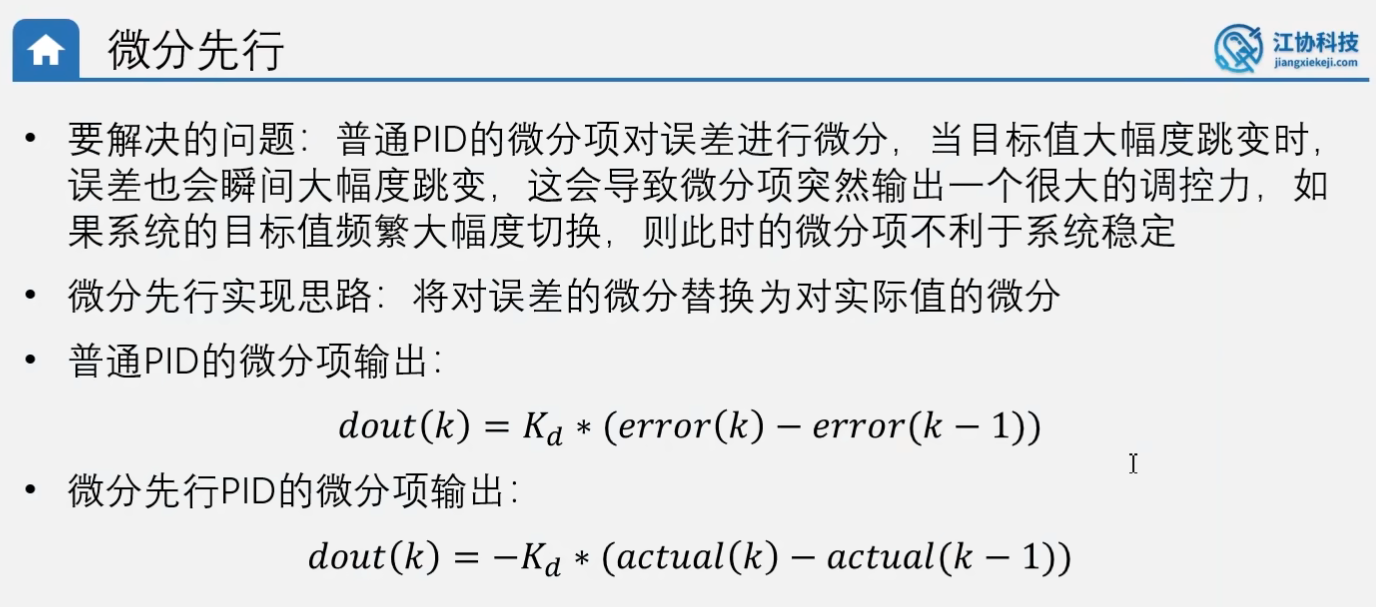 微分先行
江协科技
jiangxiekeji.com
• 要解决的问题：普通PID的微分项对误差进行微分，当目标值大幅度跳变时，
误差也会瞬间大幅度跳变，这会导致微分项突然输出一个很大的调控力，如
果系统的目标值频繁大幅度切换，则此时的微分项不利于系统稳定
• 微分先行实现思路：将对误差的微分替换为对实际值的微分
• 普通PID的微分项输出：
dout(k) = K_d ∗ (error(k) − error(k − 1))
• 微分先行PID的微分项输出：
dout(k) = −K_d ∗ (actual(k) − actual(k − 1))